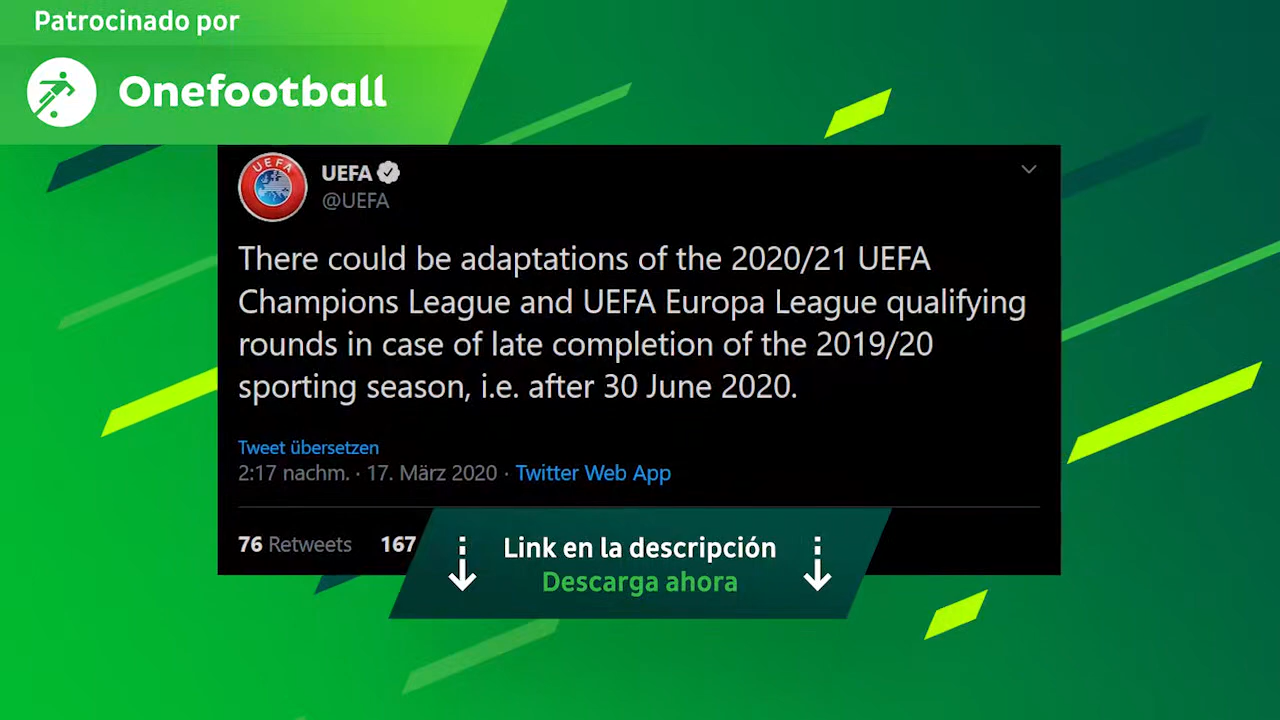 Patrocinado por
Onefootball
UEFA
UEFA
@UEFA
There could be adaptations of the 2020/21 UEFA
Champions League and UEFA Europa League qualifying
rounds in case of late completion of the 2019/20
sporting season, i.e. after 30 June 2020.
Tweet übersetzen
2:17 nachm. · 17. März 2020 · Twitter Web App
76 Retweets 167
Link en la descripción
Descarga ahora